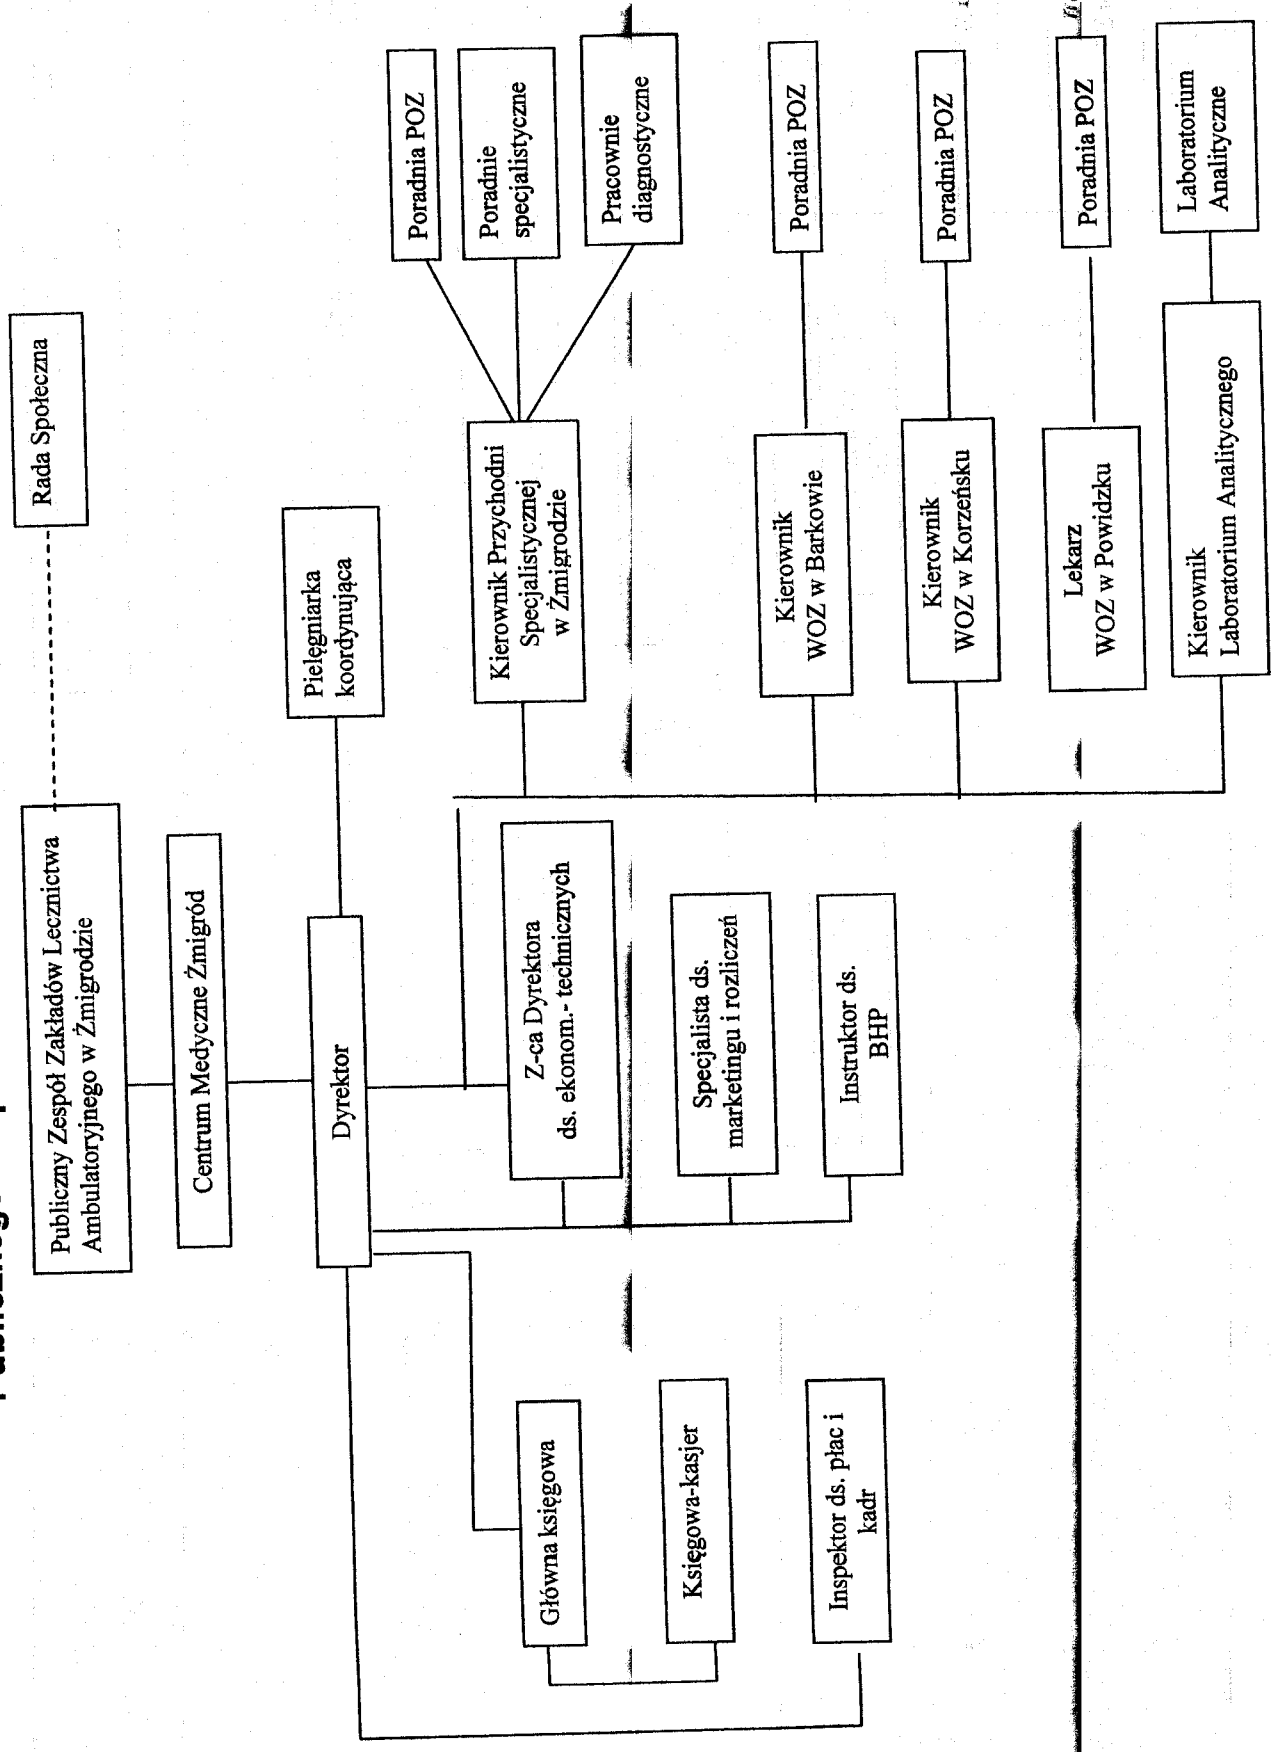 Rada Społeczna
Publiczny Zespół Zakładów Lecznictwa
Ambulatoryjnego w Żmigrodzie
Centrum Medyczne Żmigród
Dyrektor
Pielęgniarka
koordynująca
Główna księgowa
Księgowa-kasjer
Inspektor ds. płac i
kadr
Z-ca Dyrektora
ds. ekonom.- technicznych
Specjalista ds.
marketingu i rozliczeń
Instruktor ds.
BHP
Kierownik Przychodni
Specjalistycznej
w Żmigrodzie
Poradnia POZ
Poradnie
specjalistyczne
Pracownie
diagnostyczne
Kierownik
WOZ w Barkowie
Poradnia POZ
Kierownik
WOZ w Korzeńsku
Poradnia POZ
Lekarz
WOZ w Powidzku
Poradnia POZ
Kierownik
Laboratorium Analitycznego
Laboratorium
Analityczne